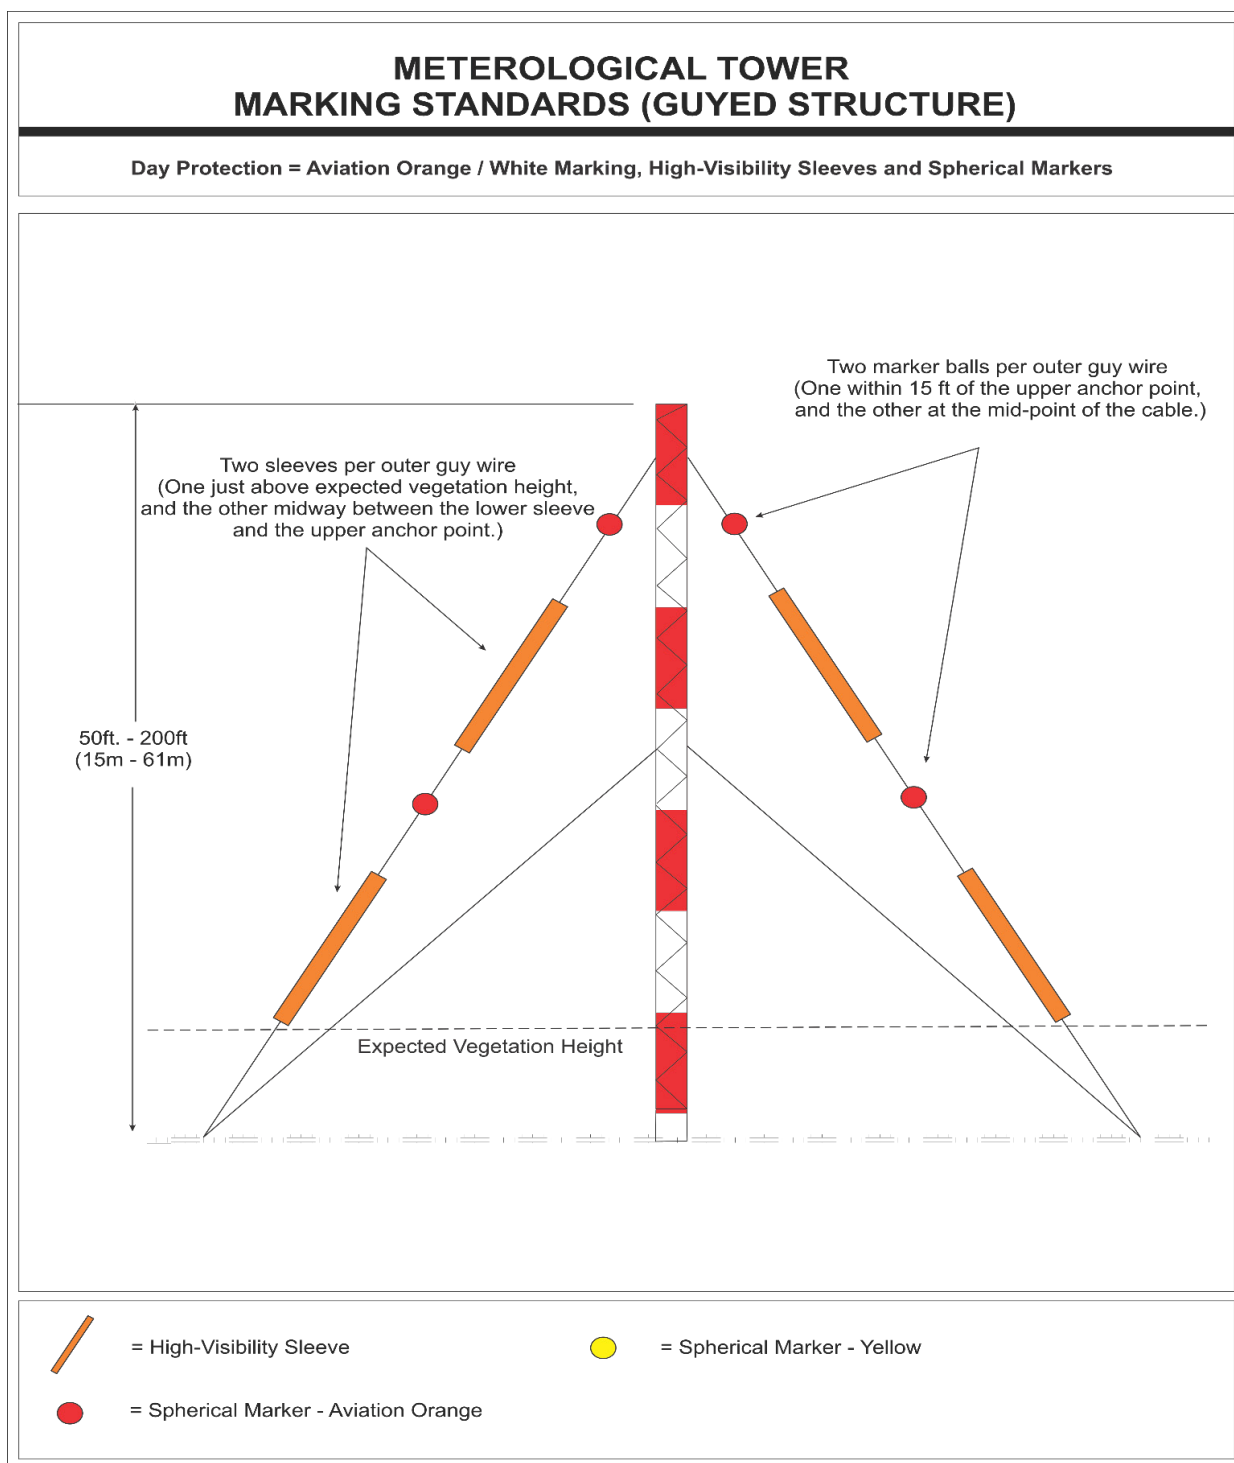 METEROLOGICAL TOWER
MARKING STANDARDS (GUYED STRUCTURE)
Day Protection = Aviation Orange / White Marking, High-Visibility Sleeves and Spherical Markers
Two marker balls per outer guy wire
(One within 15 ft of the upper anchor point,
and the other at the mid-point of the cable.)
Two sleeves per outer guy wire
(One just above expected vegetation height,
and the other midway between the lower sleeve
and the upper anchor point.)
50ft. - 200ft
(15m - 61m)
Expected Vegetation Height
= High-Visibility Sleeve
= Spherical Marker - Yellow
= Spherical Marker - Aviation Orange